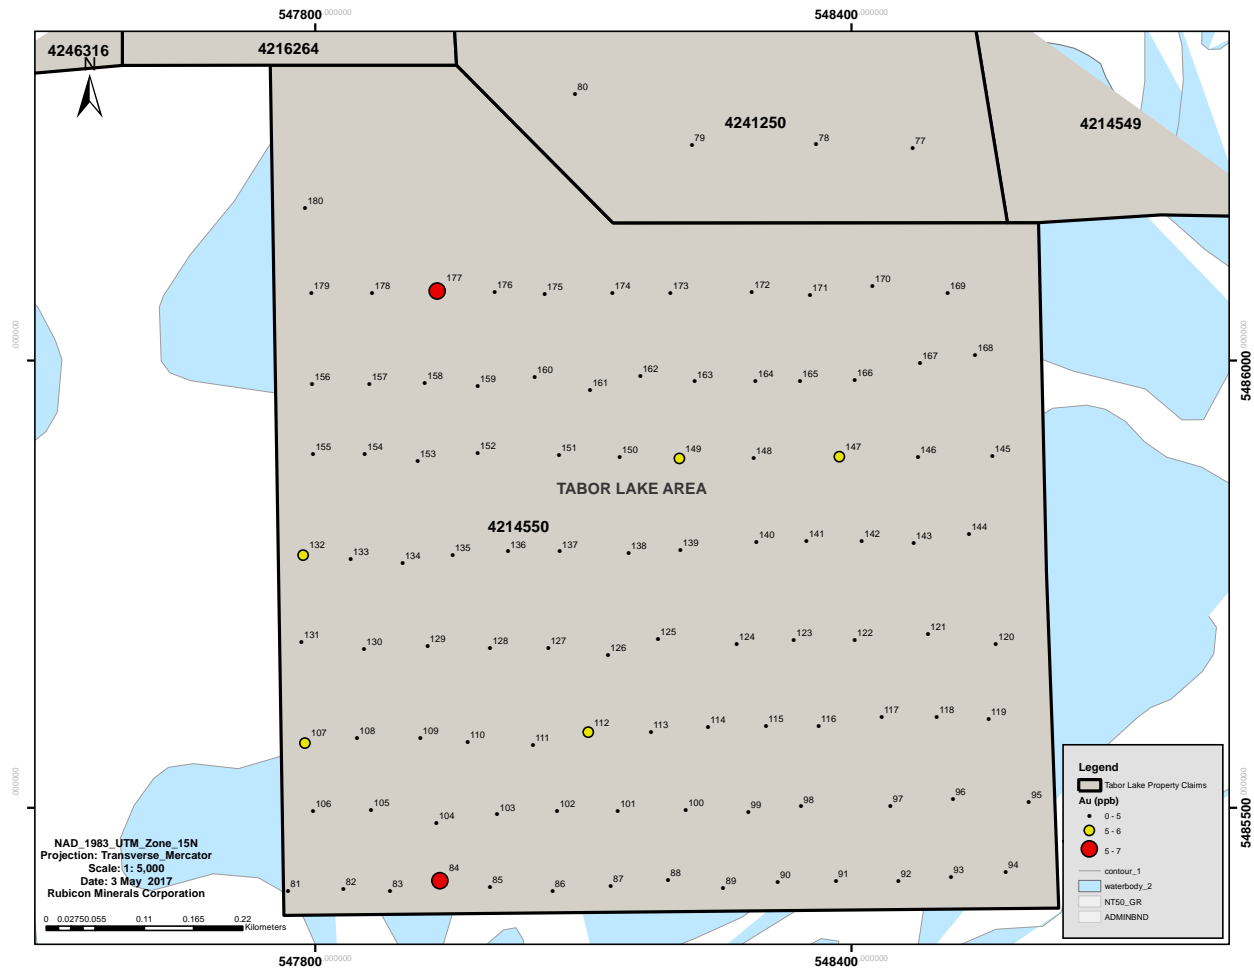 547800.000000 548400.000000
4246316 4216264
N
80
4241250 4214549
79 78 77
180
179 178 177 176 175 174 173 172 171 170 169
.000000 5486000 .000000
156 157 158 159 160 161 162 163 164 165 166 167 168
155 154 153 152 151 150 149 148 147 146 145
TABOR LAKE AREA
4214550
132 133 134 135 136 137 138 139 140 141 142 143 144
131 130 129 128 127 126 125 124 123 122 121 120
107 108 109 110 111 112 113 114 115 116 117 118 119
.000000 5485500 .000000
106 105 104 103 102 101 100 99 98 97 96 95
81 82 83 84 85 86 87 88 89 90 91 92 93 94
NAD_1983_UTM_Zone_15N
Projection: Transverse_Mercator
Scale: 1: 5,000
Date: 3 May 2017
Rubicon Minerals Corporation
0 0.02750.055 0.11 0.165 0.22
Kilometers
Legend
Tabor Lake Property Claims
Au (ppb)
0 - 5
5 - 6
5 - 7
contour_1
waterbody_2
NT50_GR
ADMINBND
547800.000000 548400.000000